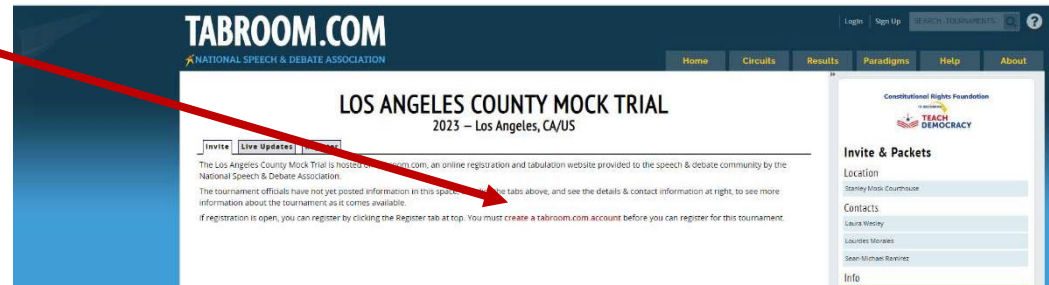 TABROOM.COM
NATIONAL SPEECH & DEBATE ASSOCIATION
Login Sign Up SEARCH TOURNAMENTS ?
Home Circuits Results Paradigms Help About
LOS ANGELES COUNTY MOCK TRIAL
2023 — Los Angeles, CA/US
Invite Live Updates
The Los Angeles County Mock Trial is hosted on com, an online registration and tabulation website provided to the speech & debate community by the
National Speech & Debate Association.
The tournament officials have not yet posted information in this space. the tabs above, and see the details & contact information at right, to see more
information about the tournament as it comes available.
If registration is open, you can register by clicking the Register tab at top. You must create a tabroom.com account before you can register for this tournament.
Constitutional Rights Foundation
TEACH
DEMOCRACY
Invite & Packets
Location
Stanley Mosk Courthouse
Contacts
Laura Wesley
Lourdes Morales
Sean-Michael Ramirez
Info